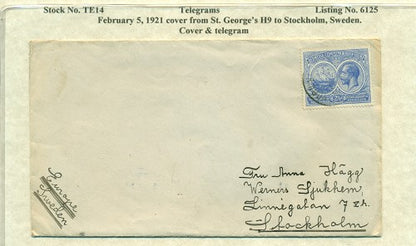 Stock No. TE14 Telegrams Listing No. 6125
February 5, 1921 cover from St. George's H9 to Stockholm, Sweden.
Cover & telegram
Fru Anna Hägg
Werners Sjukhem,
Linnégatan 7
Stockholm
Europe
Sweden